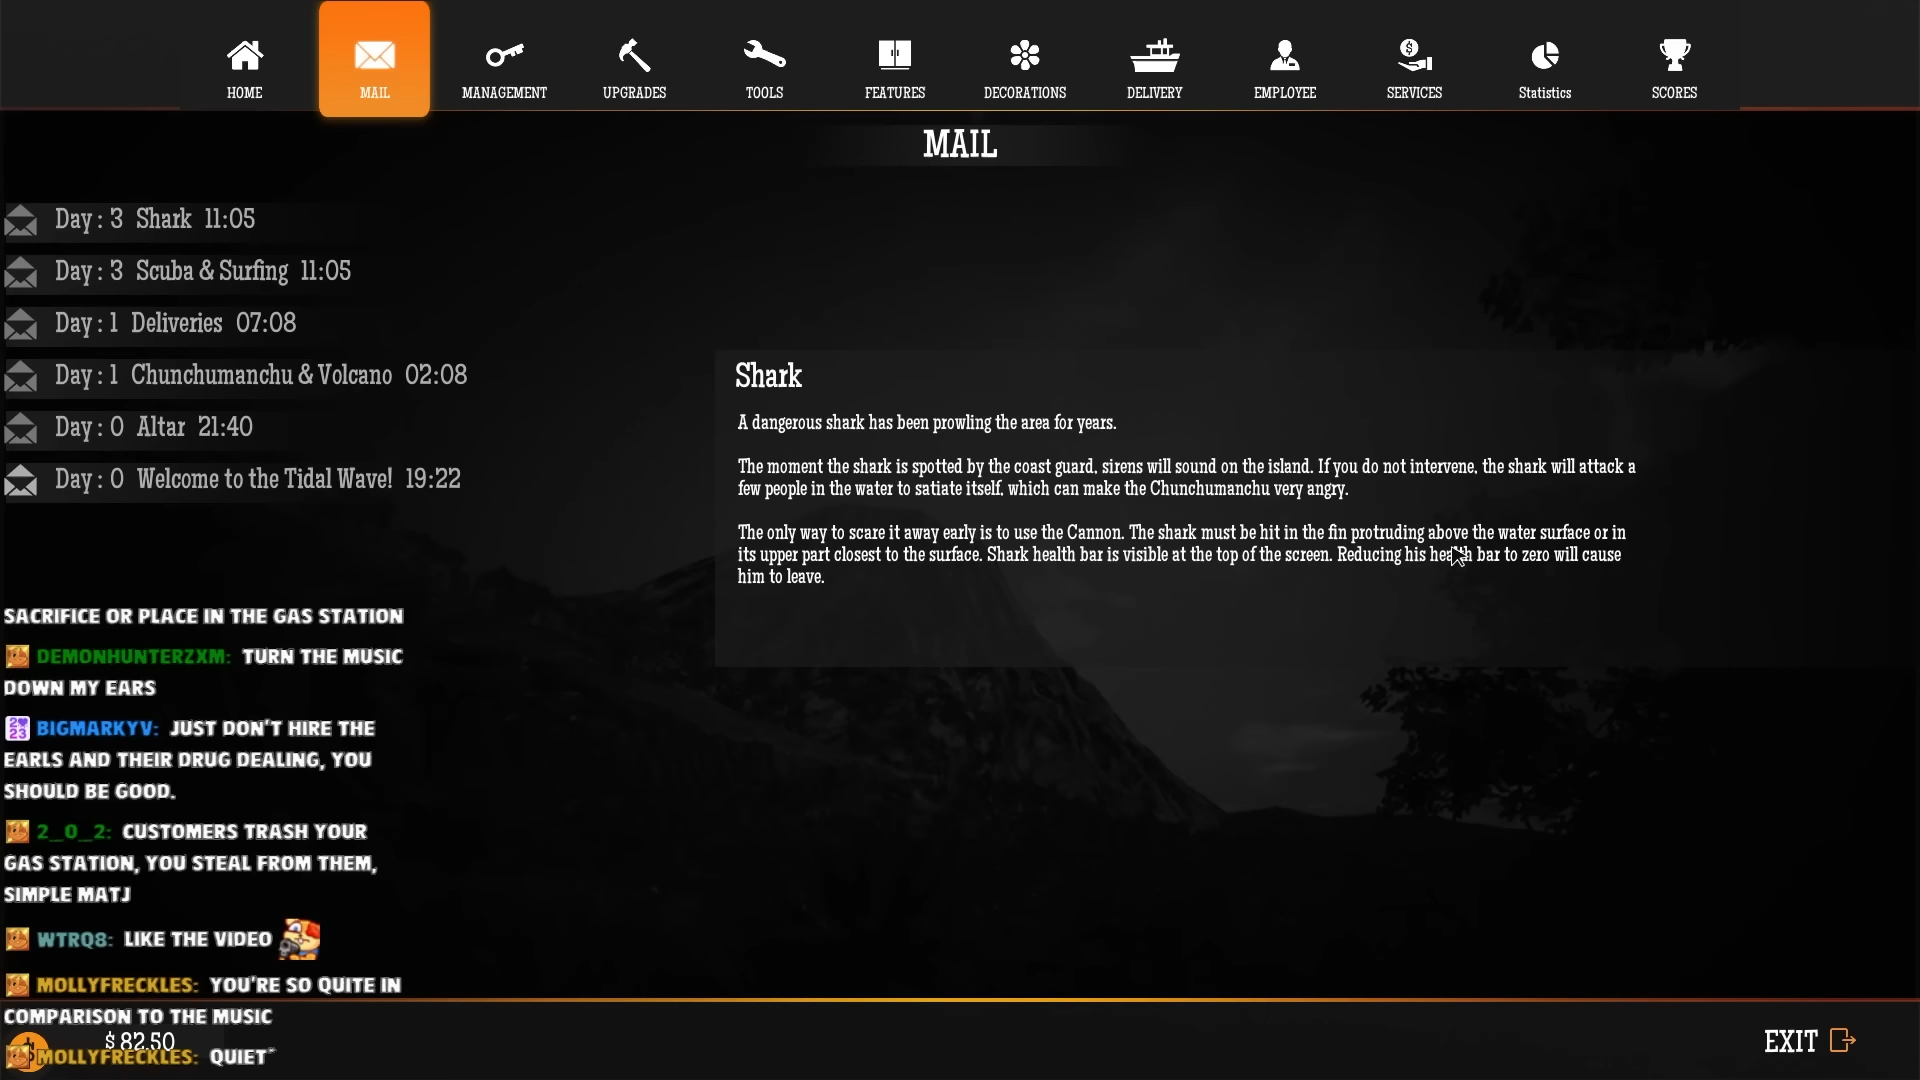 HOME MAIL MANAGEMENT UPGRADES TOOLS FEATURES DECORATIONS DELIVERY EMPLOYEE SERVICES Statistics SCORES
MAIL
Day : 3 Shark 11:05
Day : 3 Scuba & Surfing 11:05
Day : 1 Deliveries 07:08
Day : 1 Chunchumanchu & Volcano 02:08
Day : 0 Altar 21:40
Day : 0 Welcome to the Tidal Wave! 19:22
Shark
A dangerous shark has been prowling the area for years.
The moment the shark is spotted by the coast guard, sirens will sound on the island. If you do not intervene, the shark will attack a
few people in the water to satiate itself, which can make the Chunchumanchu very angry.
The only way to scare it away early is to use the Cannon. The shark must be hit in the fin protruding above the water surface or in
its upper part closest to the surface. Shark health bar is visible at the top of the screen. Reducing his health bar to zero will cause
him to leave.
SACRIFICE OR PLACE IN THE GAS STATION
DEMONHUNTERZXM: TURN THE MUSIC
DOWN MY EARS
BIGMARKYV: JUST DON'T HIRE THE
EARLS AND THEIR DRUG DEALING, YOU
SHOULD BE GOOD.
2_0_2: CUSTOMERS TRASH YOUR
GAS STATION, YOU STEAL FROM THEM,
SIMPLE MATJ
WTRQ8: LIKE THE VIDEO
MOLLYFRECKLES: YOU'RE SO QUITE IN
COMPARISON TO THE MUSIC
$ 82.50
MOLLYFRECKLES: QUIET*
EXIT